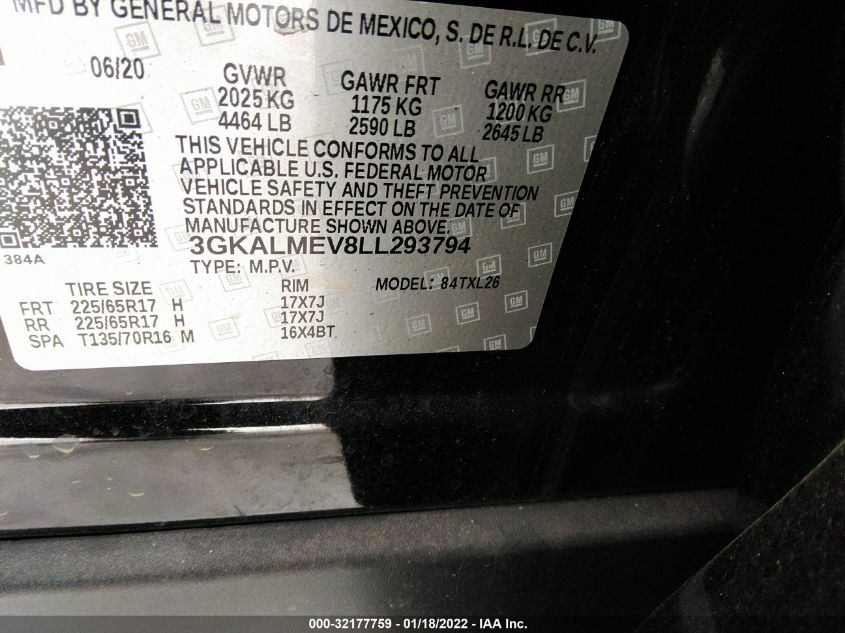 MFD BY GENERAL MOTORS DE MEXICO, S. DE R.L. DE C.V.
06/20
GVWR
2025 KG
4464 LB
GAWR FRT
1175 KG
2590 LB
GAWR RR
1200 KG
2645 LB
THIS VEHICLE CONFORMS TO ALL
APPLICABLE U.S. FEDERAL MOTOR
VEHICLE SAFETY AND THEFT PREVENTION
STANDARDS IN EFFECT ON THE DATE OF
MANUFACTURE SHOWN ABOVE.
3GKALMEV8LL293794
TYPE: M.P.V. MODEL: 84TXL26
384A
TIRE SIZE RIM
FRT 225/65R17 H 17X7J
RR 225/65R17 H 17X7J
SPA T135/70R16 M 16X4BT
GM
000-32177759 - 01/18/2022 - IAA Inc.